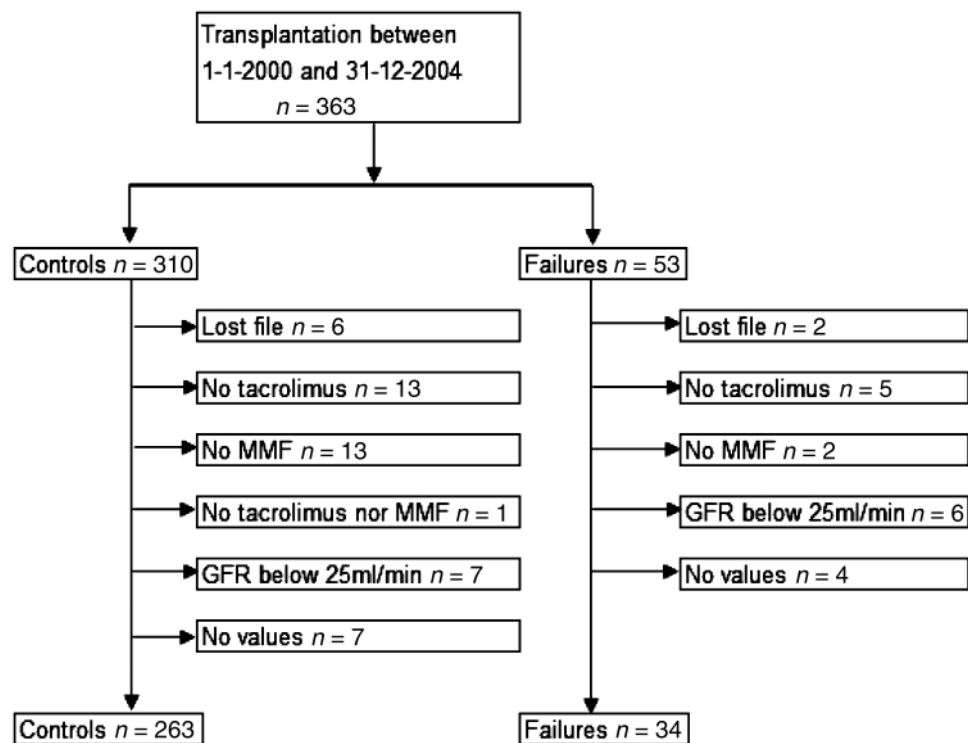 Transplantation between
1-1-2000 and 31-12-2004
n = 363
Controls n = 310
Failures n = 53
Lost file n = 6
No tacrolimus n = 13
No MMF n = 13
No tacrolimus nor MMF n = 1
GFR below 25ml/min n = 7
No values n = 7
Lost file n = 2
No tacrolimus n = 5
No MMF n = 2
GFR below 25ml/min n = 6
No values n = 4
Controls n = 263
Failures n = 34